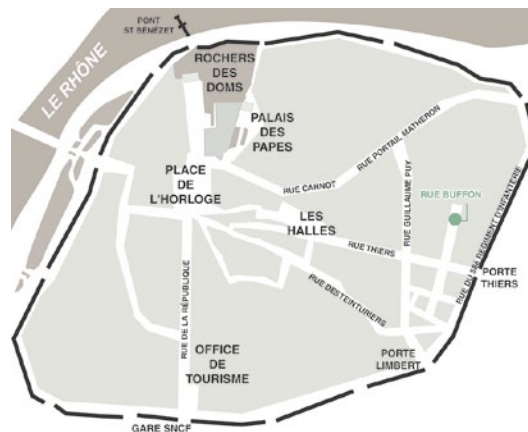 PONT
ST BENÉZET
LE RHÔNE
ROCHERS
DES
DOMS
PALAIS
DES
PAPES
RUE PORTAIL MATHERON
PLACE
DE
L'HORLOGE
RUE CARNOT
RUE GUILLAUME PUY
RUE BUFFON
LES
HALLES
RUE THIERS
RUE DU 58e REGIMENT D'INFANTERIE
PORTE
THIERS
RUE DES TEINTURIERS
RUE DE LA RÉPUBLIQUE
OFFICE
DE
TOURISME
PORTE
LIMBERT
GARE SNCF